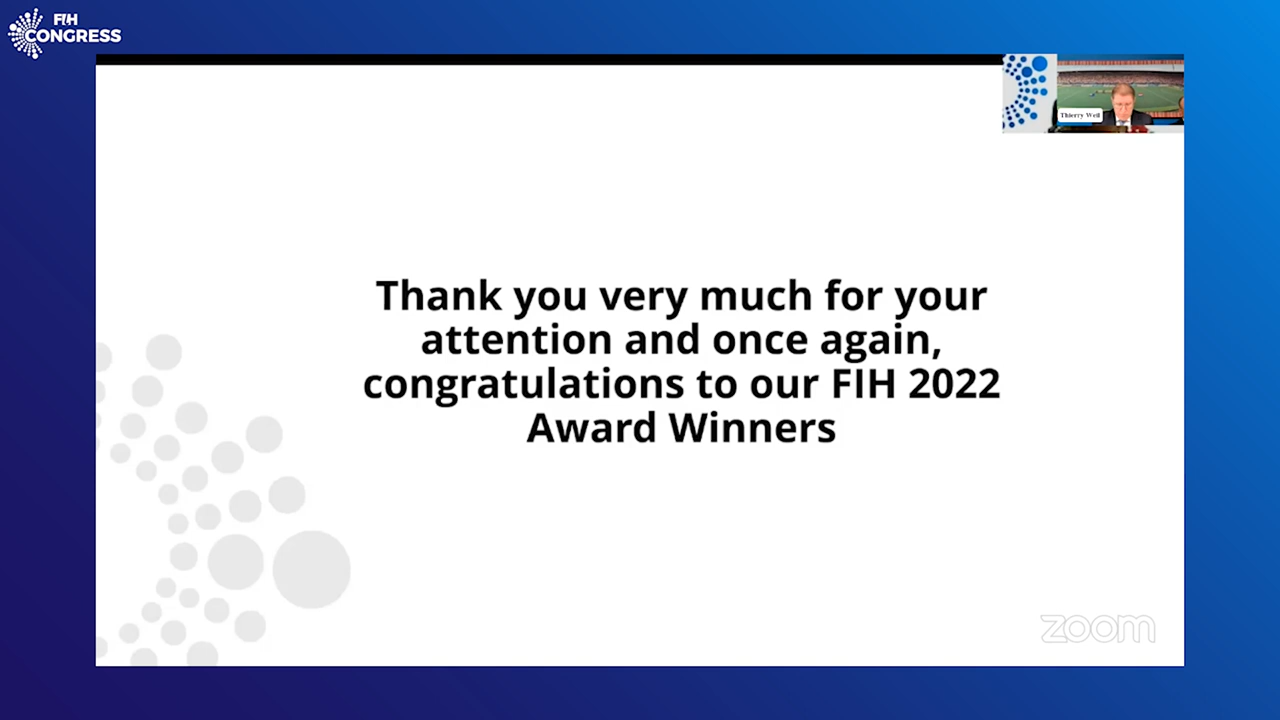 FIH
CONGRESS
Thierry Weil
Thank you very much for your
attention and once again,
congratulations to our FIH 2022
Award Winners
zoom